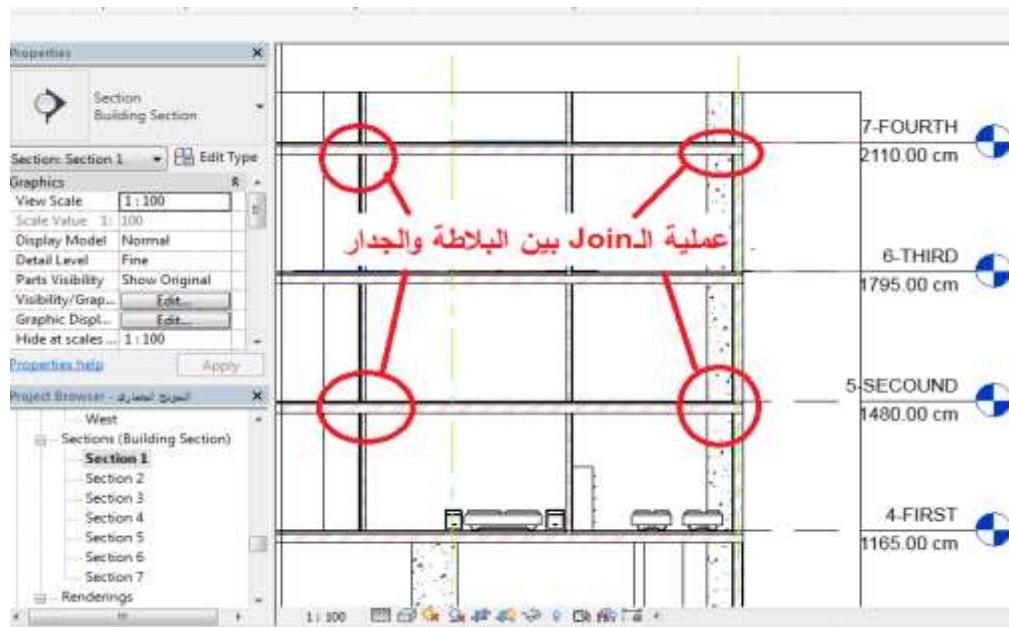 Properties
Section
Building Section
Section: Section 1
Edit Type
Graphics
View Scale
1 : 100
Scale Value 1:
100
Display Model
Normal
Detail Level
Fine
Parts Visibility
Show Original
Visibility/Grap...
Edit...
Graphic Displ...
Edit...
Hide at scales ...
1 : 100
Properties help
Apply
Project Browser -
West
Sections (Building Section)
Section 1
Section 2
Section 3
Section 4
Section 5
Section 6
Section 7
Renderings
عملية الـJoin بين البلاطة والجدار
7-FOURTH
2110.00 cm
6-THIRD
1795.00 cm
5-SECOUND
1480.00 cm
4-FIRST
1165.00 cm
1 : 100